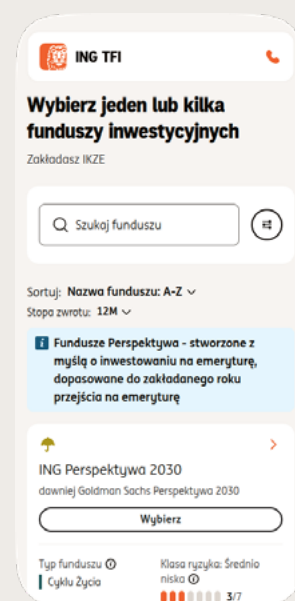 ING TFI
Wybierz jeden lub kilka
funduszy inwestycyjnych
Zakładasz IKZE
Szukaj funduszu
Sortuj: Nazwa funduszu: A-Z
Stopa zwrotu: 12M
i Fundusze Perspektywa - stworzone z
myślą o inwestowaniu na emeryturę,
dopasowane do zakładanego roku
przejścia na emeryturę
ING Perspektywa 2030
dawniej Goldman Sachs Perspektywa 2030
Wybierz
Typ funduszu i
Cyklu Życia
Klasa ryzyka: Średnio
niska i
3/7